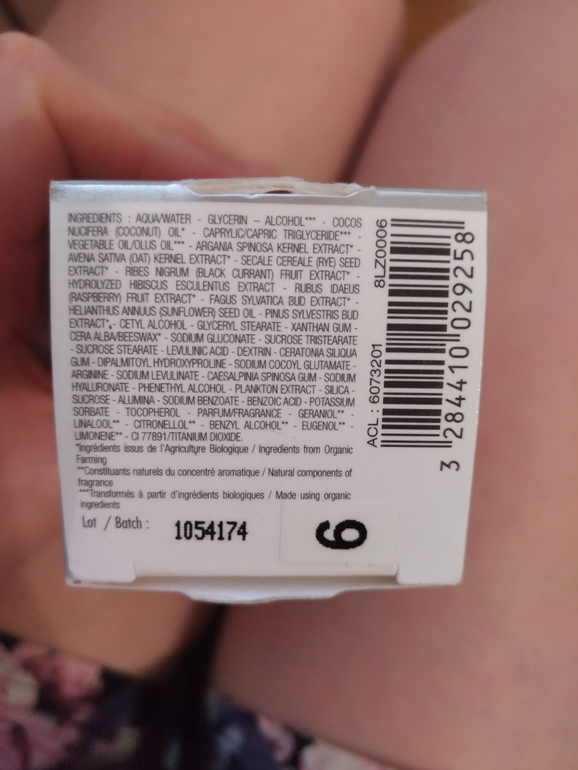 INGREDIENTS : AQUA/WATER - GLYCERIN – ALCOHOL*** - COCOS
NUCIFERA (COCONUT) OIL* - CAPRYLIC/CAPRIC TRIGLYCERIDE*** -
VEGETABLE OIL/OLUS OIL*** - ARGANIA SPINOSA KERNEL EXTRACT* -
AVENA SATIVA (OAT) KERNEL EXTRACT* - SECALE CEREALE (RYE) SEED
EXTRACT* - RIBES NIGRUM (BLACK CURRANT) FRUIT EXTRACT* -
HYDROLYZED HIBISCUS ESCULENTUS EXTRACT - RUBUS IDAEUS
(RASPBERRY) FRUIT EXTRACT* - FAGUS SYLVATICA BUD EXTRACT* -
HELIANTHUS ANNUUS (SUNFLOWER) SEED OIL - PINUS SYLVESTRIS BUD
EXTRACT* - CETYL ALCOHOL - GLYCERYL STEARATE - XANTHAN GUM -
CERA ALBA/BEESWAX* - SODIUM GLUCONATE - SUCROSE TRISTEARATE
- SUCROSE STEARATE - LEVULINIC ACID - DEXTRIN - CERATONIA SILIQUA
GUM - DIPALMITOYL HYDROXYPROLINE - SODIUM COCOYL GLUTAMATE -
ARGININE - SODIUM LEVULINATE - CAESALPINIA SPINOSA GUM - SODIUM
HYALURONATE - PHENETHYL ALCOHOL - PLANKTON EXTRACT - SILICA -
SUCROSE - ALUMINA - SODIUM BENZOATE - BENZOIC ACID - POTASSIUM
SORBATE - TOCOPHEROL - PARFUM/FRAGRANCE - GERANIOL** -
LINALOOL** - CITRONELLOL** - BENZYL ALCOHOL** - EUGENOL** -
LIMONENE** - CI 77891/TITANIUM DIOXIDE.
*Ingrédients issus de l'Agriculture Biologique / Ingredients from Organic
Farming
**Constituants naturels du concentré aromatique / Natural components of
fragrance
***Transformés à partir d'ingrédients biologiques / Made using organic
ingredients
Lot / Batch :
1054174
6
ACL : 6073201
8LZ0006
3 284410 029258